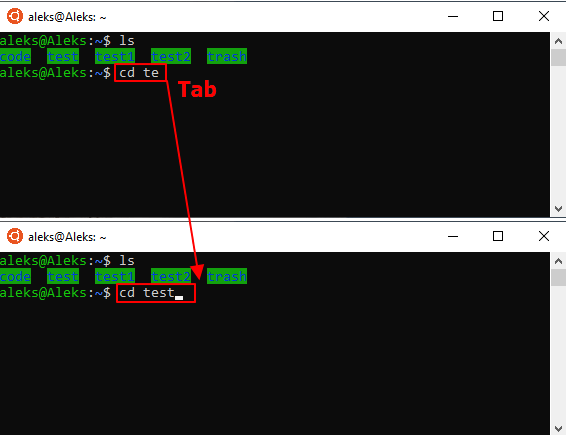 aleks@Aleks: ~
aleks@Aleks:~$ ls
code test test1 test2 trash
aleks@Aleks:~$ cd te
Tab
aleks@Aleks: ~
aleks@Aleks:~$ ls
code test test1 test2 trash
aleks@Aleks:~$ cd test